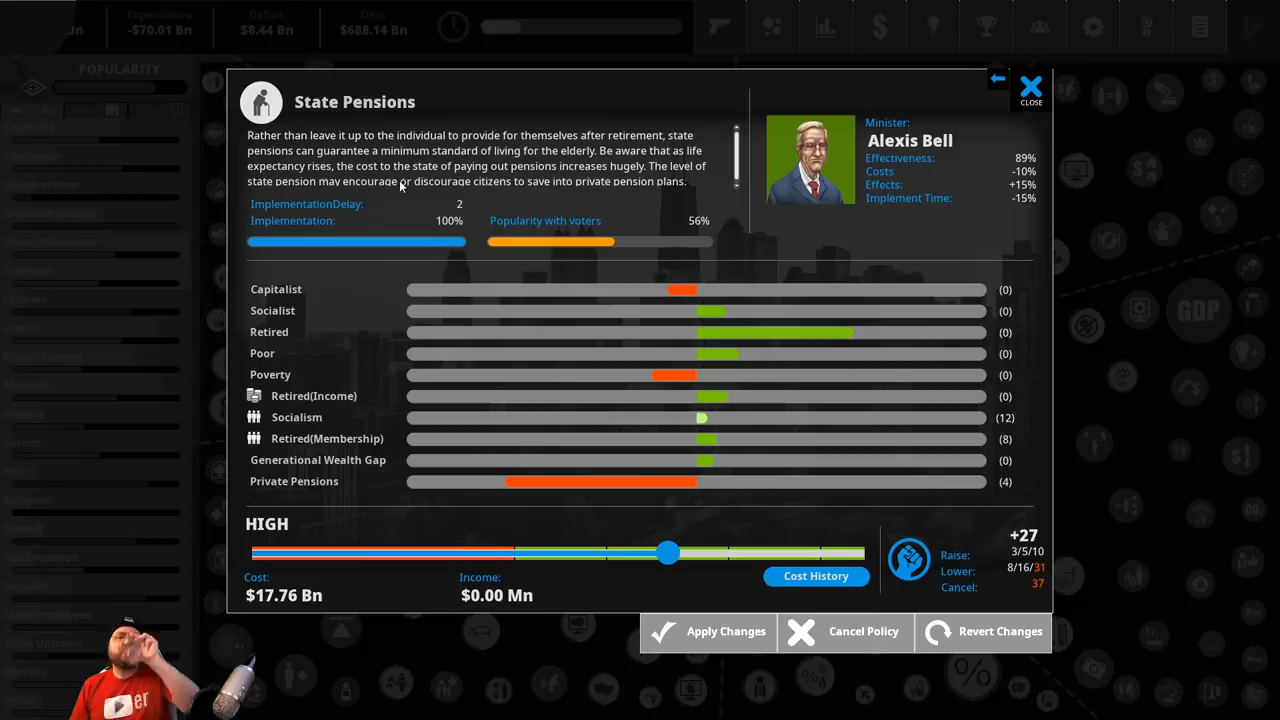 Expenditure
Deficit
Debt
dn
-$70.01 Bn
$8.44 Bn
$688.14 Bn
POPULARITY
State Pensions
Rather than leave it up to the individual to provide for themselves after retirement, state
pensions can guarantee a minimum standard of living for the elderly. Be aware that as life
expectancy rises, the cost to the state of paying out pensions increases hugely. The level of
state pension may encourage or discourage citizens to save into private pension plans.
ImplementationDelay: 2
Implementation: 100%
Popularity with voters 56%
CLOSE
Minister:
Alexis Bell
Effectiveness: 89%
Costs -10%
Effects: +15%
Implement Time: -15%
Capitalist (0)
Socialist (0)
Retired (0)
Poor (0)
Poverty (0)
Retired(Income) (0)
Socialism (12)
Retired(Membership) (8)
Generational Wealth Gap (0)
Private Pensions (4)
GDP
HIGH
Cost:
$17.76 Bn
Income:
$0.00 Mn
Cost History
+27
Raise: 3/5/10
Lower: 8/16/31
Cancel: 37
Apply Changes
Cancel Policy
Revert Changes
er